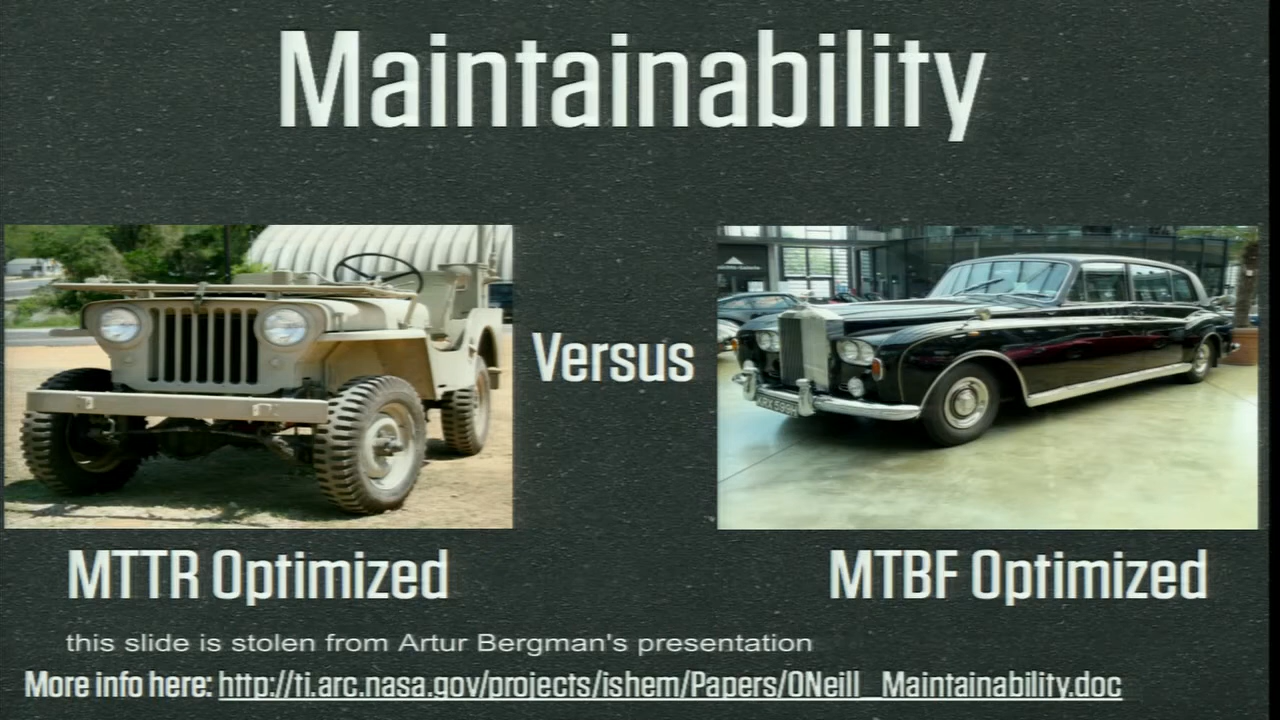 Maintainability
Versus
MTTR Optimized
MTBF Optimized
this slide is stolen from Artur Bergman's presentation
More info here: http://ti.arc.nasa.gov/projects/ishem/Papers/ONeill_Maintainability.doc